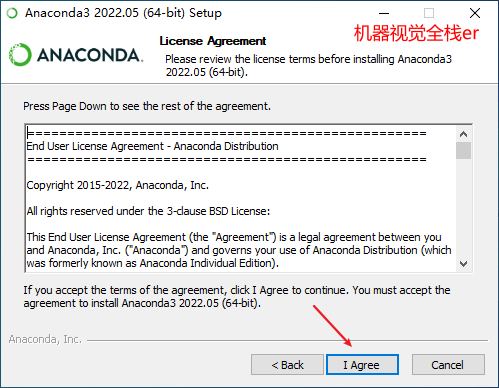 Anaconda3 2022.05 (64-bit) Setup
机器视觉全栈er
ANACONDA.
License Agreement
Please review the license terms before installing Anaconda3
2022.05 (64-bit).
Press Page Down to see the rest of the agreement.
====================================================
End User License Agreement - Anaconda Distribution
====================================================
Copyright 2015-2022, Anaconda, Inc.
All rights reserved under the 3-clause BSD License:
This End User License Agreement (the "Agreement") is a legal agreement between you
and Anaconda, Inc. ("Anaconda") and governs your use of Anaconda Distribution (which
was formerly known as Anaconda Individual Edition).
If you accept the terms of the agreement, click I Agree to continue. You must accept the
agreement to install Anaconda3 2022.05 (64-bit).
Anaconda, Inc.
< Back
I Agree
Cancel